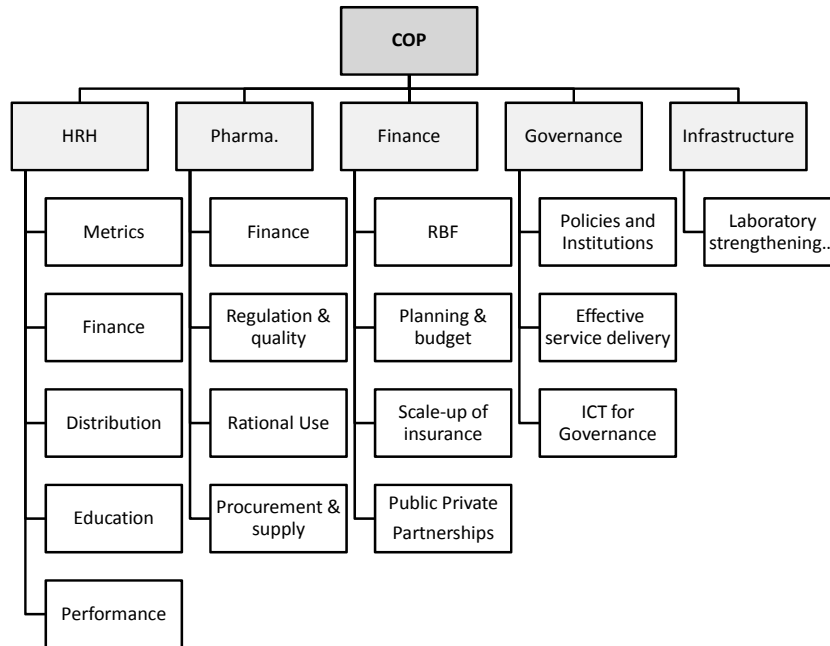 COP
HRH
Pharma.
Finance
Governance
Infrastructure
Metrics
Finance
Distribution
Education
Performance
Finance
Regulation &
quality
Rational Use
Procurement &
supply
RBF
Planning &
budget
Scale-up of
insurance
Public Private
Partnerships
Policies and
Institutions
Effective
service delivery
ICT for
Governance
Laboratory
strengthening…